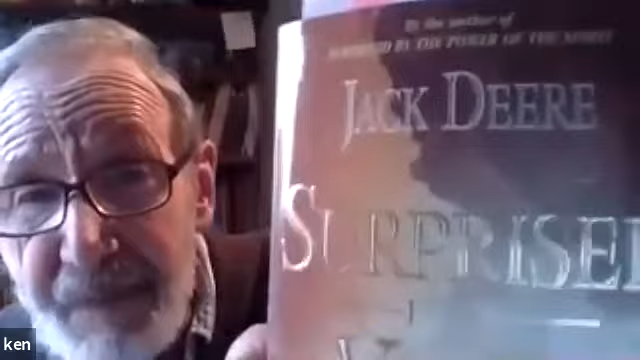 By the author of
SURPRISED BY THE POWER OF THE SPIRIT
JACK DEERE
SURPRISED
ken